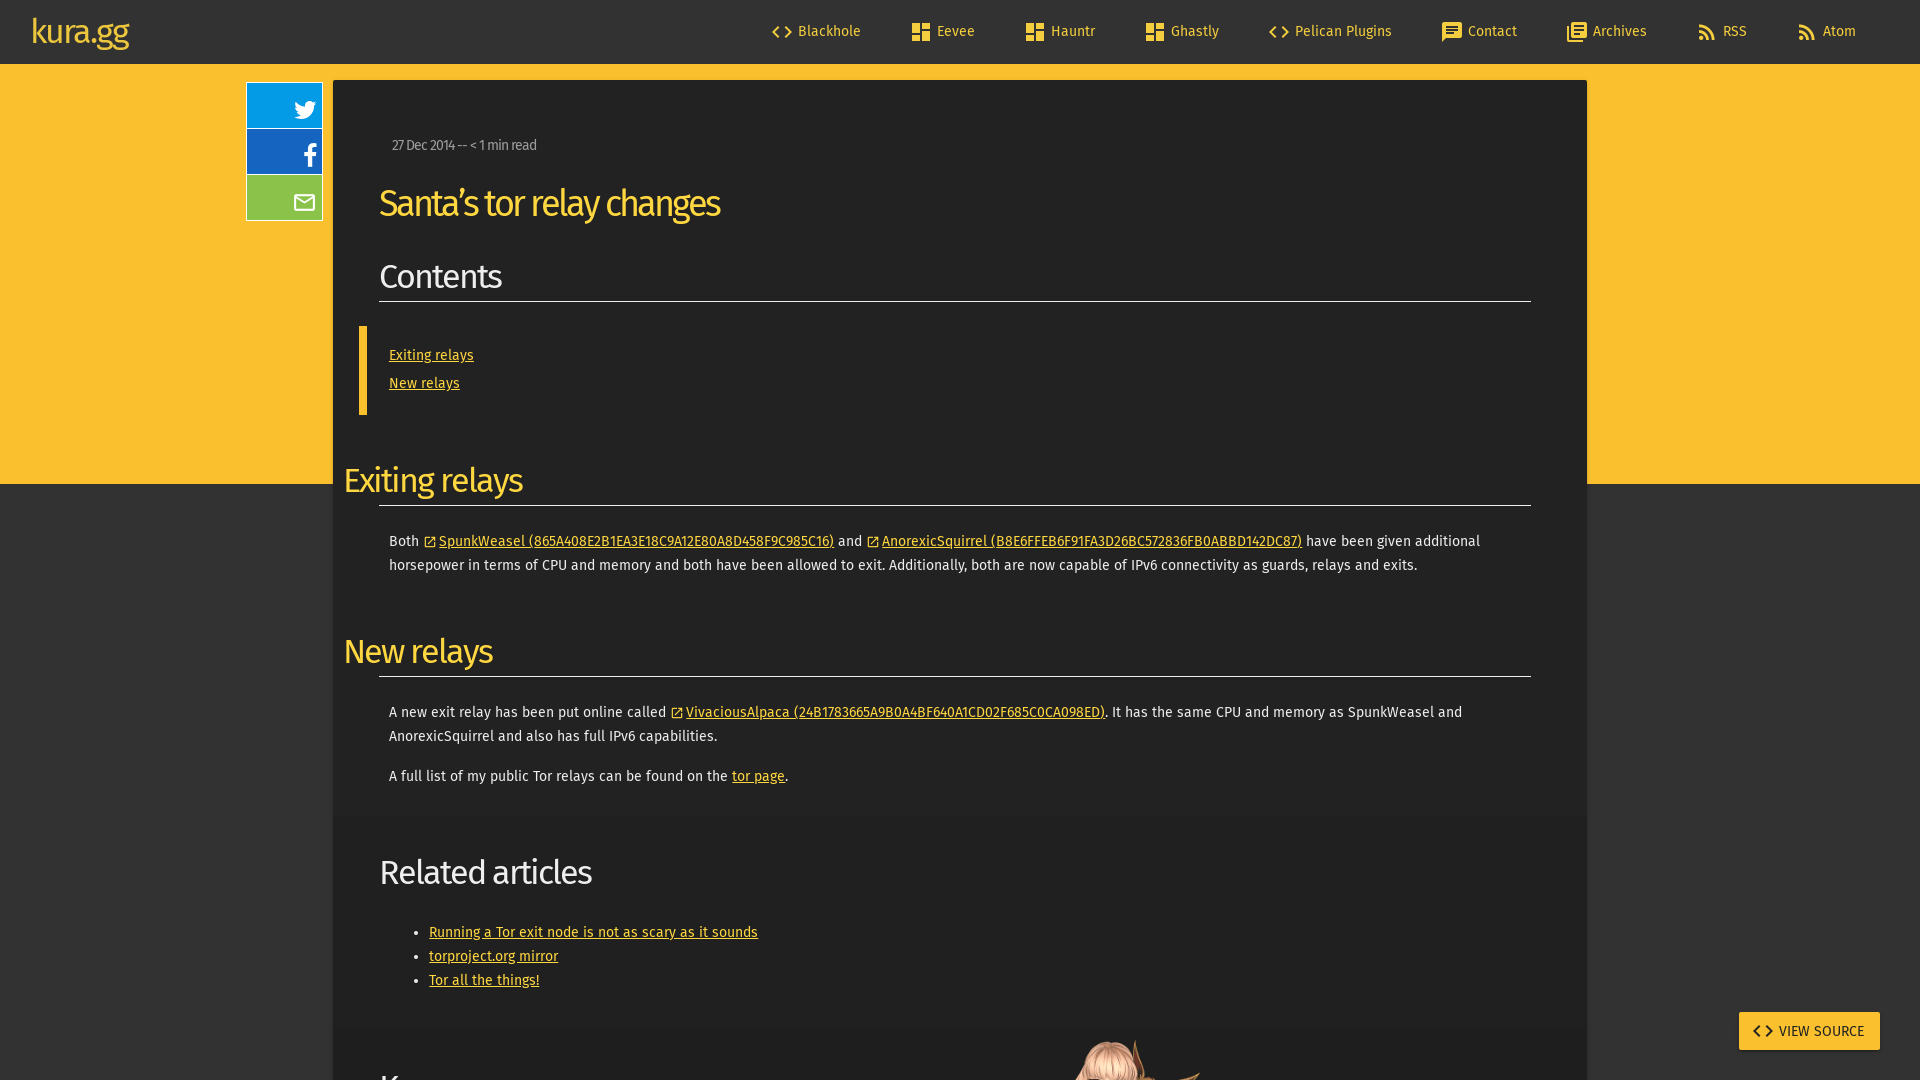 kura.gg
Blackhole
Eevee
Hauntr
Ghastly
Pelican Plugins
Contact
Archives
RSS
Atom
27 Dec 2014 -- < 1 min read
Santa’s tor relay changes
Contents
Exiting relays
New relays
Exiting relays
Both SpunkWeasel (865A408E2B1EA3E18C9A12E80A8D458F9C985C16) and AnorexicSquirrel (B8E6FFEB6F91FA3D26BC572836FB0ABBD142DC87) have been given additional
horsepower in terms of CPU and memory and both have been allowed to exit. Additionally, both are now capable of IPv6 connectivity as guards, relays and exits.
New relays
A new exit relay has been put online called VivaciousAlpaca (24B1783665A9B0A4BF640A1CD02F685C0CA098ED). It has the same CPU and memory as SpunkWeasel and
AnorexicSquirrel and also has full IPv6 capabilities.
A full list of my public Tor relays can be found on the tor page.
Related articles
Running a Tor exit node is not as scary as it sounds
torproject.org mirror
Tor all the things!
VIEW SOURCE